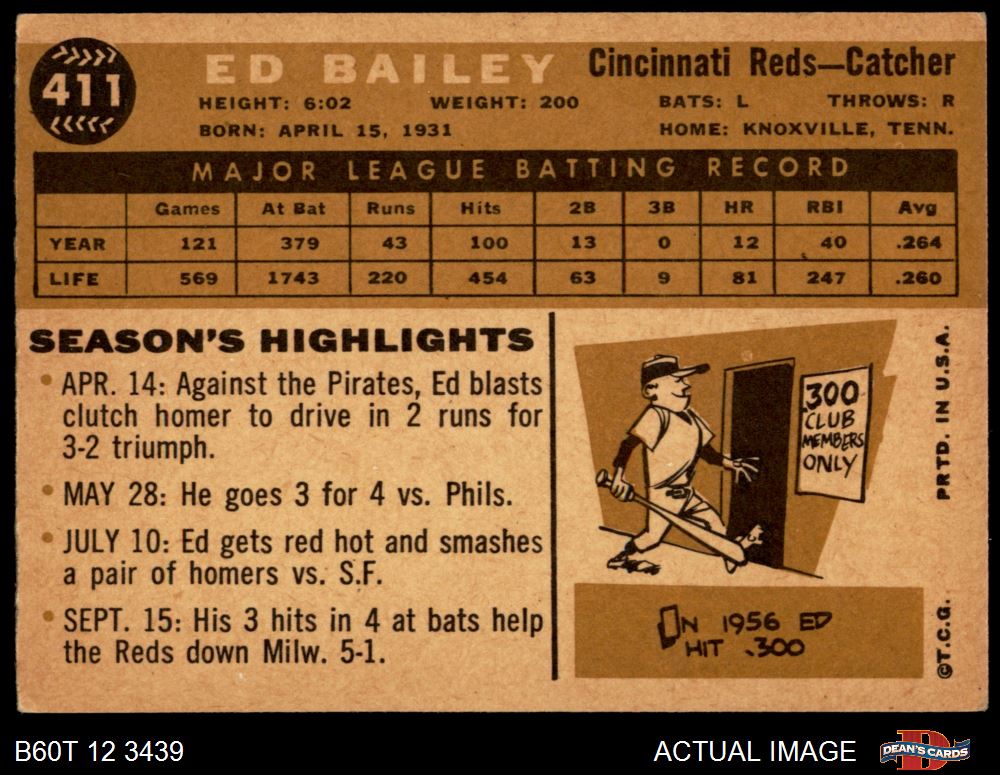 411
ED BAILEY
Cincinnati Reds—Catcher
HEIGHT: 6:02 WEIGHT: 200 BATS: L THROWS: R
BORN: APRIL 15, 1931 HOME: KNOXVILLE, TENN.
MAJOR LEAGUE BATTING RECORD
Games At Bat Runs Hits 2B 3B HR RBI Avg
YEAR 121 379 43 100 13 0 12 40 .264
LIFE 569 1743 220 454 63 9 81 247 .260
SEASON'S HIGHLIGHTS
• APR. 14: Against the Pirates, Ed blasts
clutch homer to drive in 2 runs for
3-2 triumph.
• MAY 28: He goes 3 for 4 vs. Phils.
• JULY 10: Ed gets red hot and smashes
a pair of homers vs. S.F.
• SEPT. 15: His 3 hits in 4 at bats help
the Reds down Milw. 5-1.
.300
CLUB
MEMBERS
ONLY
IN 1956 ED
HIT .300
PRTD. IN U.S.A.
©T.C.G.
B60T 12 3439
ACTUAL IMAGE
D
DEAN'S CARDS